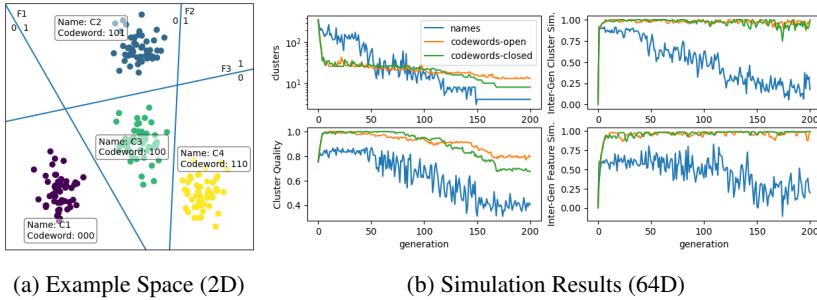 F1
0 1
Name: C2
Codeword: 101
F2
0 1
F3
1
0
Name: C3
Codeword: 100
Name: C4
Codeword: 110
Name: C1
Codeword: 000
(a) Example Space (2D)
clusters
10²
10¹
names
codewords-open
codewords-closed
0 50 100 150 200
Inter-Gen Cluster Sim.
1.00
0.75
0.50
0.25
0.00
0 50 100 150 200
Cluster Quality
1.0
0.8
0.6
0.4
0 50 100 150 200
generation
Inter-Gen Feature Sim.
1.00
0.75
0.50
0.25
0.00
0 50 100 150 200
generation
(b) Simulation Results (64D)